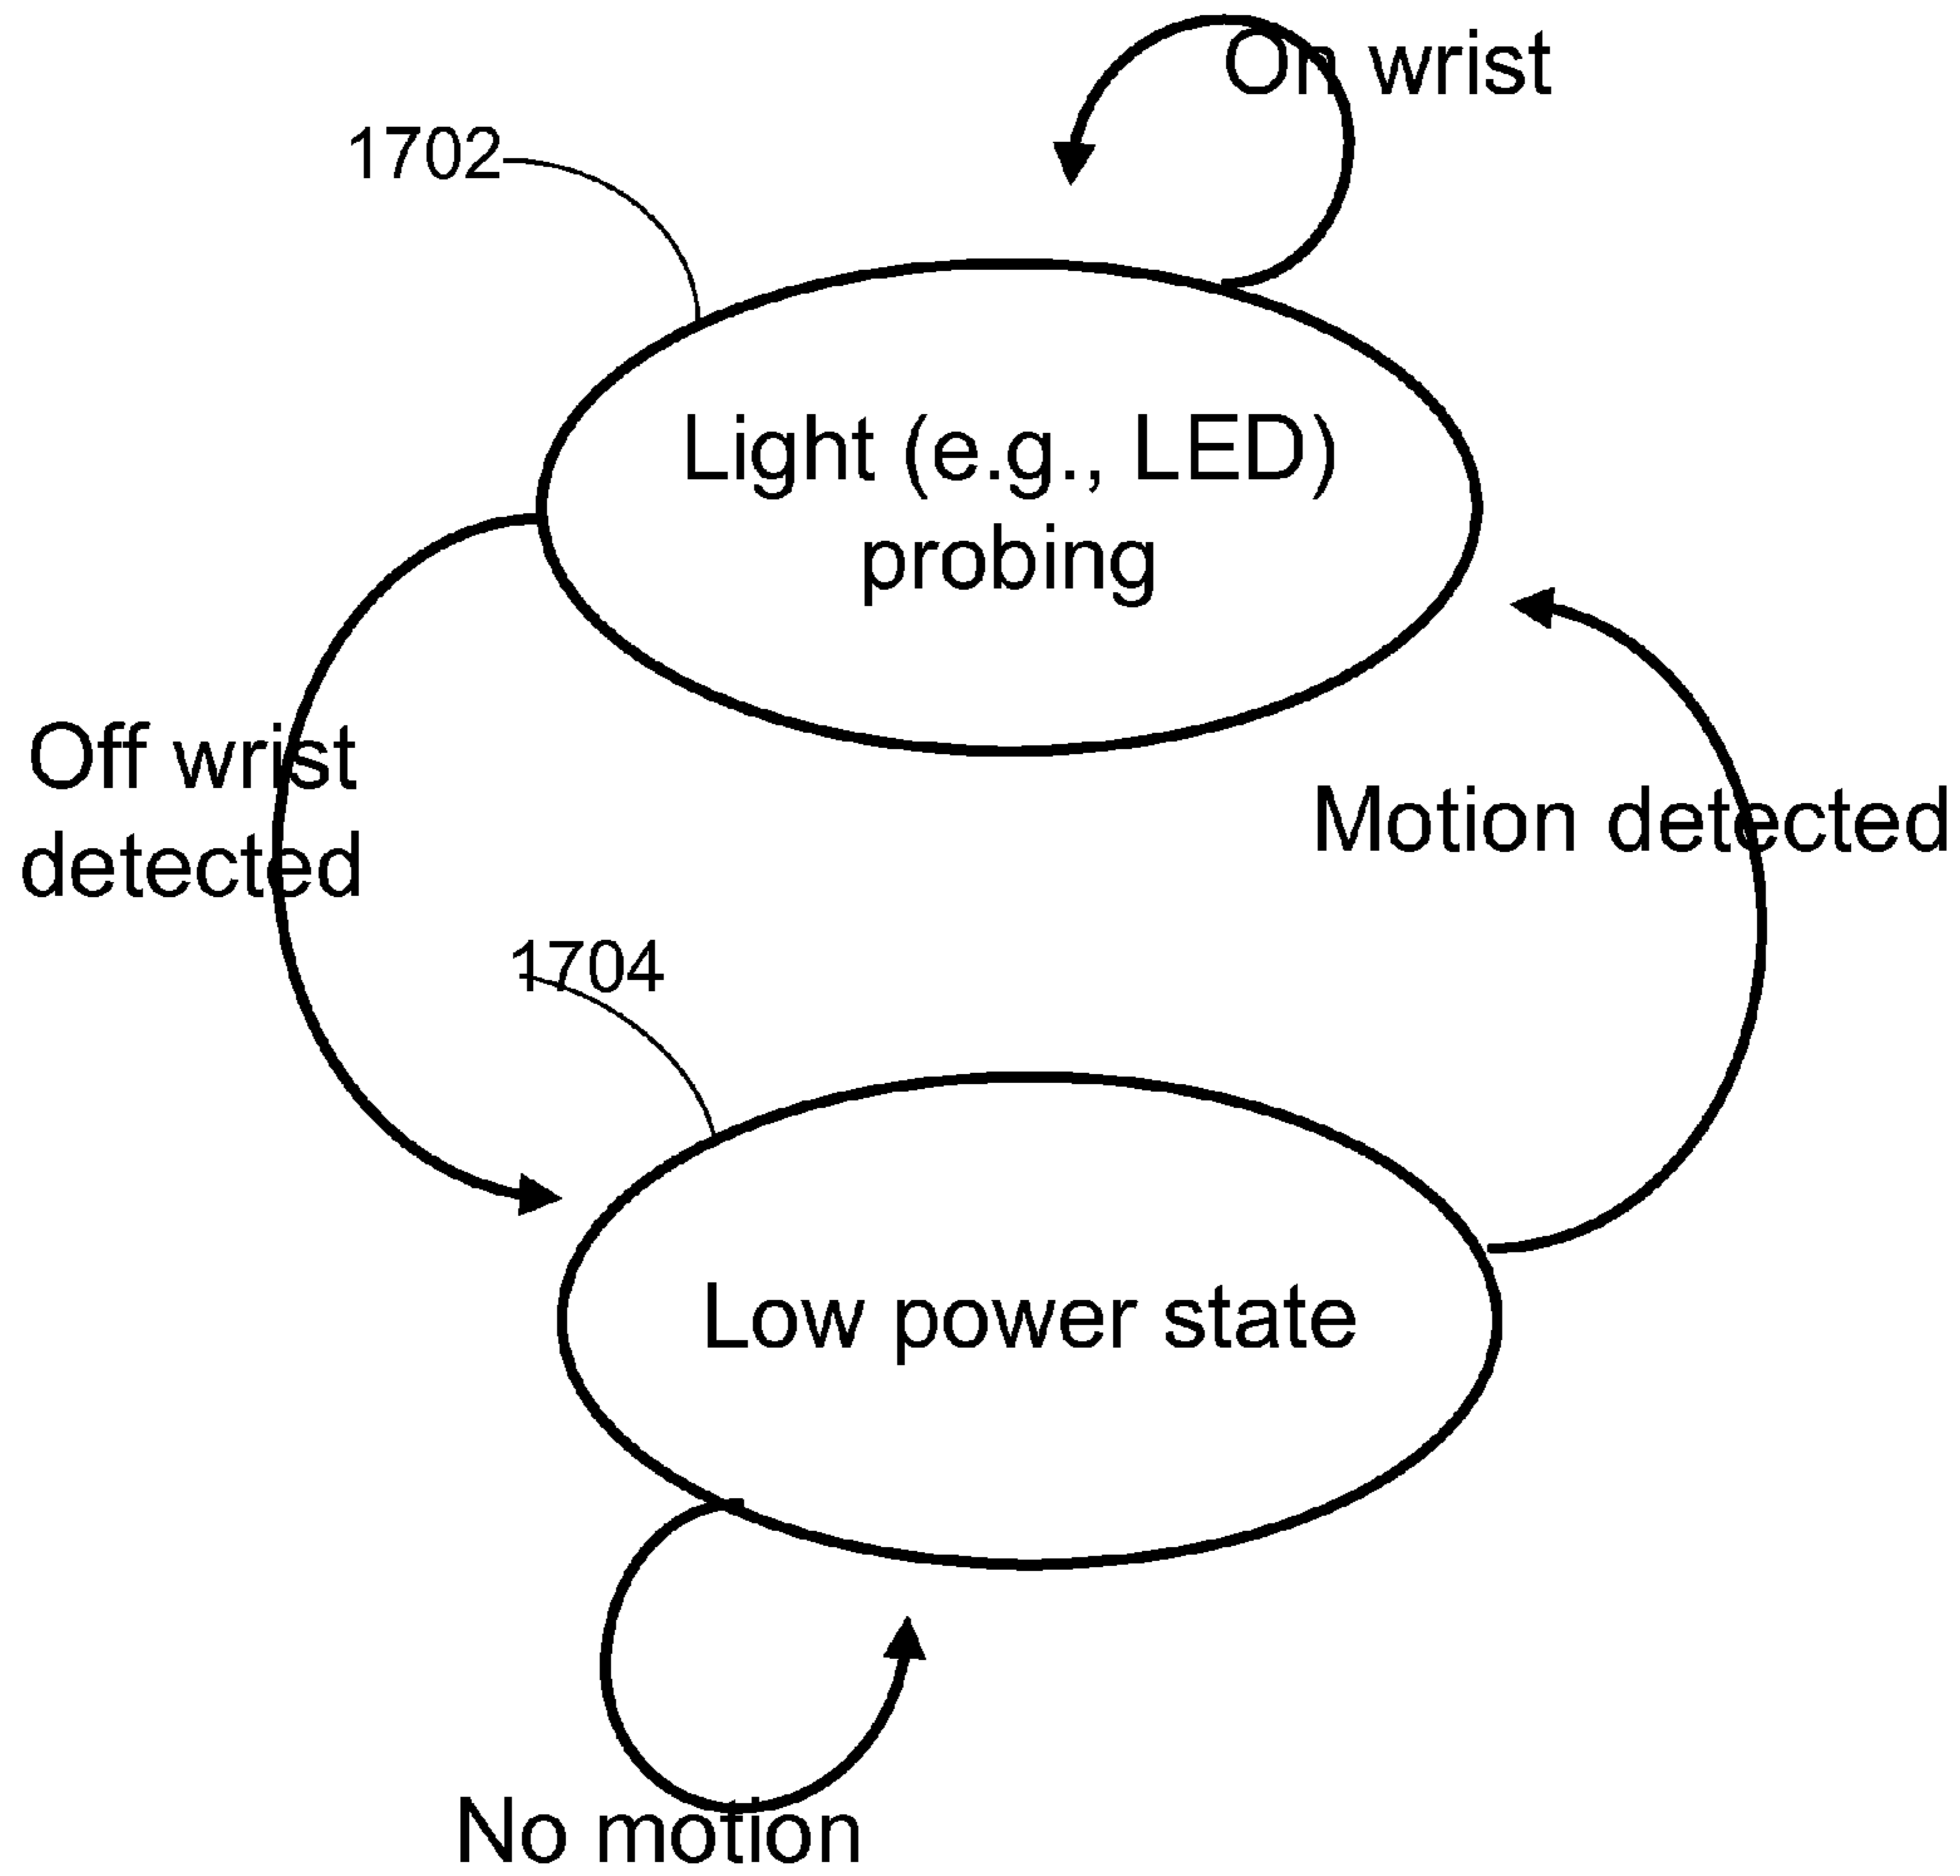 On wrist
1702
Light (e.g., LED)
probing
Off wrist
detected
Motion detected
1704
Low power state
No motion